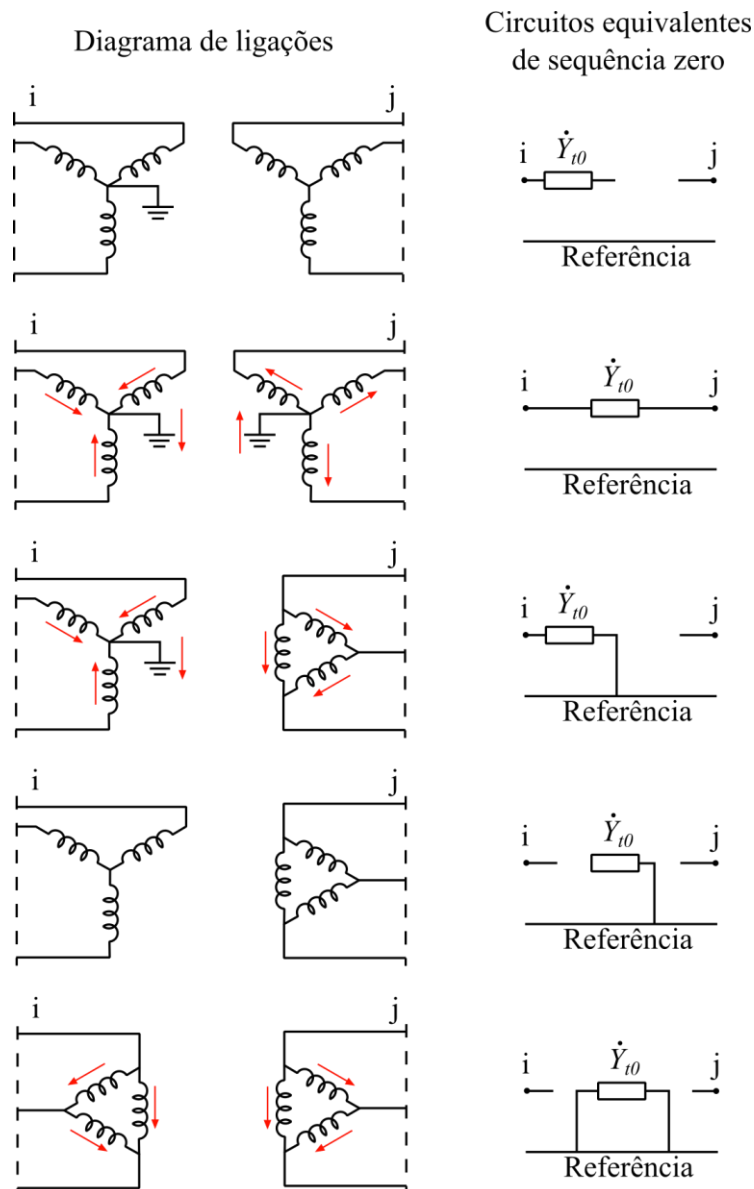 Diagrama de ligações
Circuitos equivalentes
de sequência zero
i
j
i
Ẏt0
j
Referência
i
j
i
Ẏt0
j
Referência
i
j
i
Ẏt0
j
Referência
i
j
i
Ẏt0
j
Referência
i
j
i
Ẏt0
j
Referência